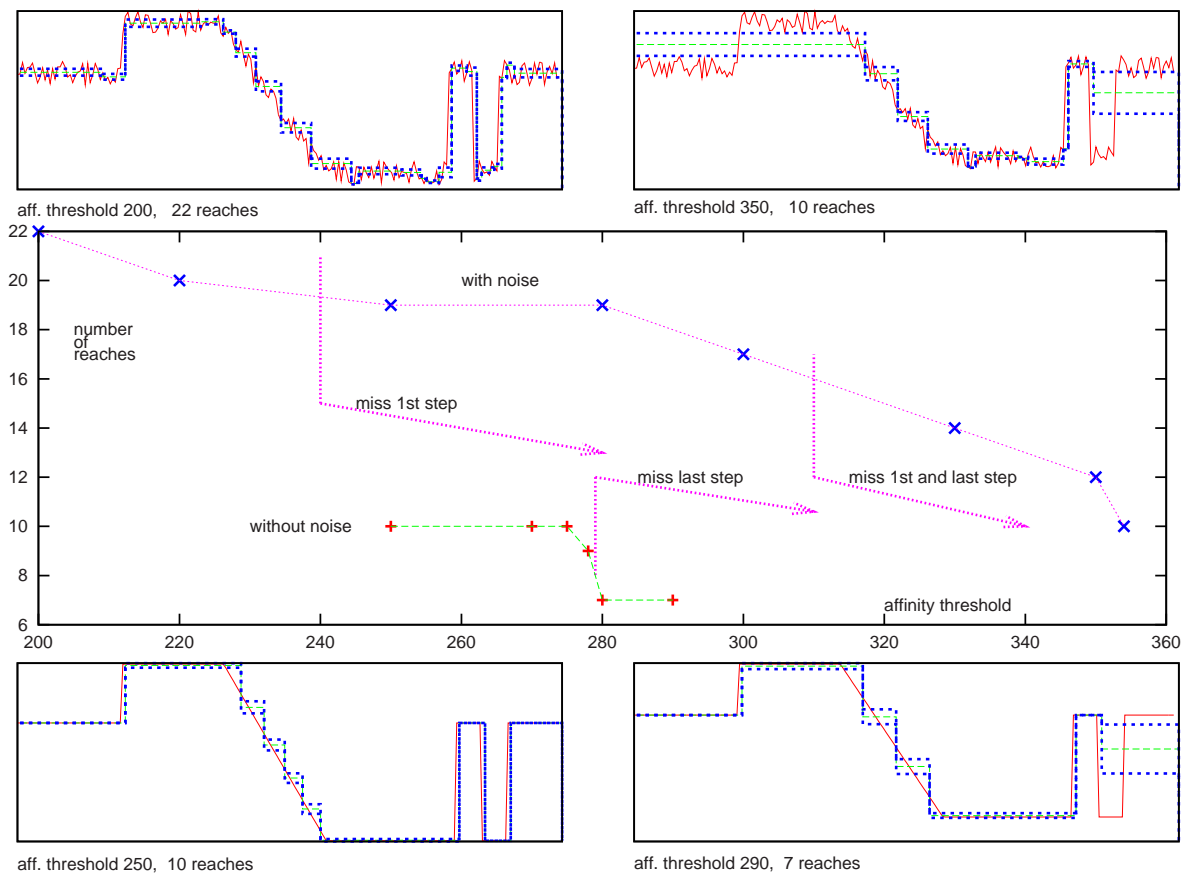 aff. threshold 200, 22 reaches
aff. threshold 350, 10 reaches
22
20
18
16
14
12
10
8
6
with noise
number
of
reaches
miss 1st step
miss last step
miss 1st and last step
without noise
affinity threshold
200 220 240 260 280 300 320 340 360
aff. threshold 250, 10 reaches
aff. threshold 290, 7 reaches